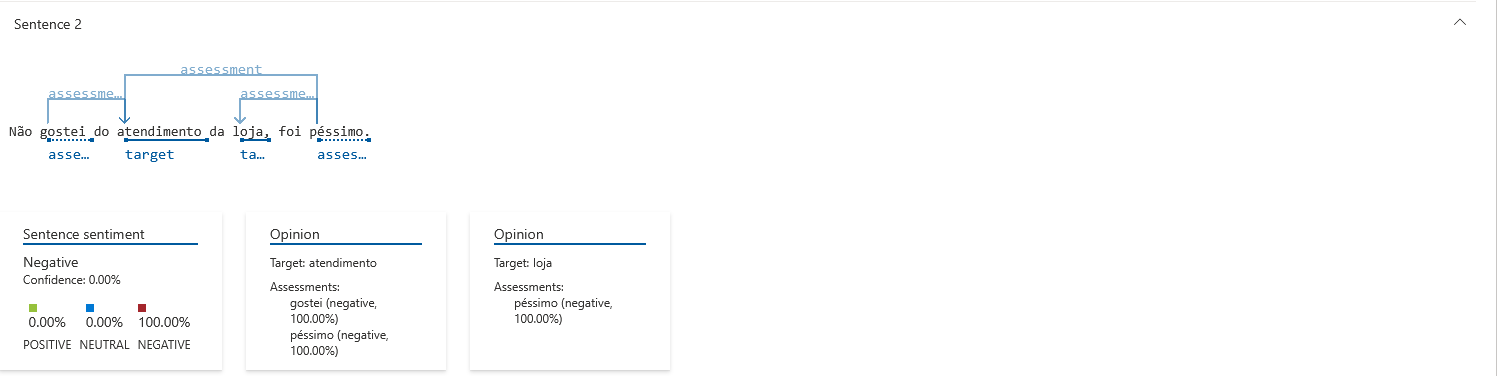 Sentence 2
assessment
assessme…
assessme…
Não gostei do atendimento da loja, foi péssimo.
asse…
target
ta…
asses…
Sentence sentiment
Negative
Confidence: 0.00%
0.00%
0.00%
100.00%
POSITIVE
NEUTRAL
NEGATIVE
Opinion
Target: atendimento
Assessments:
gostei (negative,
100.00%)
péssimo (negative,
100.00%)
Opinion
Target: loja
Assessments:
péssimo (negative,
100.00%)